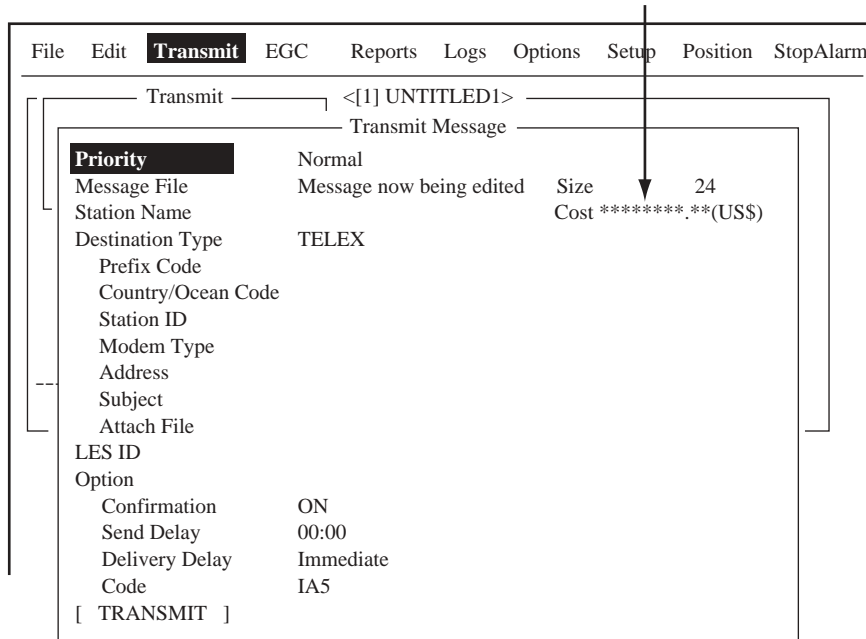 File Edit Transmit EGC Reports Logs Options Setup Position StopAlarm
Transmit <[1] UNTITLED1>
Transmit Message
Priority Normal
Message File Message now being edited Size 24
Station Name Cost ********.**(US$)
Destination Type TELEX
Prefix Code
Country/Ocean Code
Station ID
Modem Type
Address
Subject
Attach File
LES ID
Option
Confirmation ON
Send Delay 00:00
Delivery Delay Immediate
Code IA5
[ TRANSMIT ]